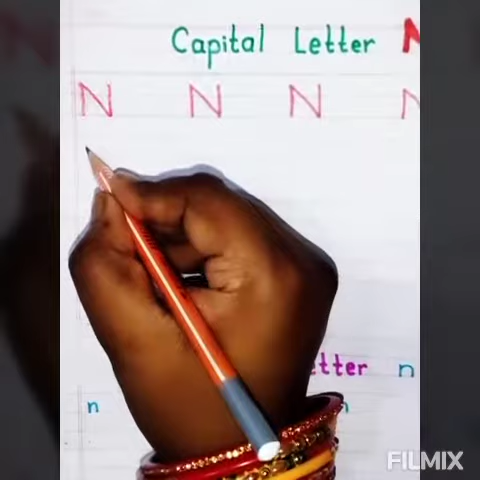 Capital Letter N
N N N N
etter n
n n
FILMIX